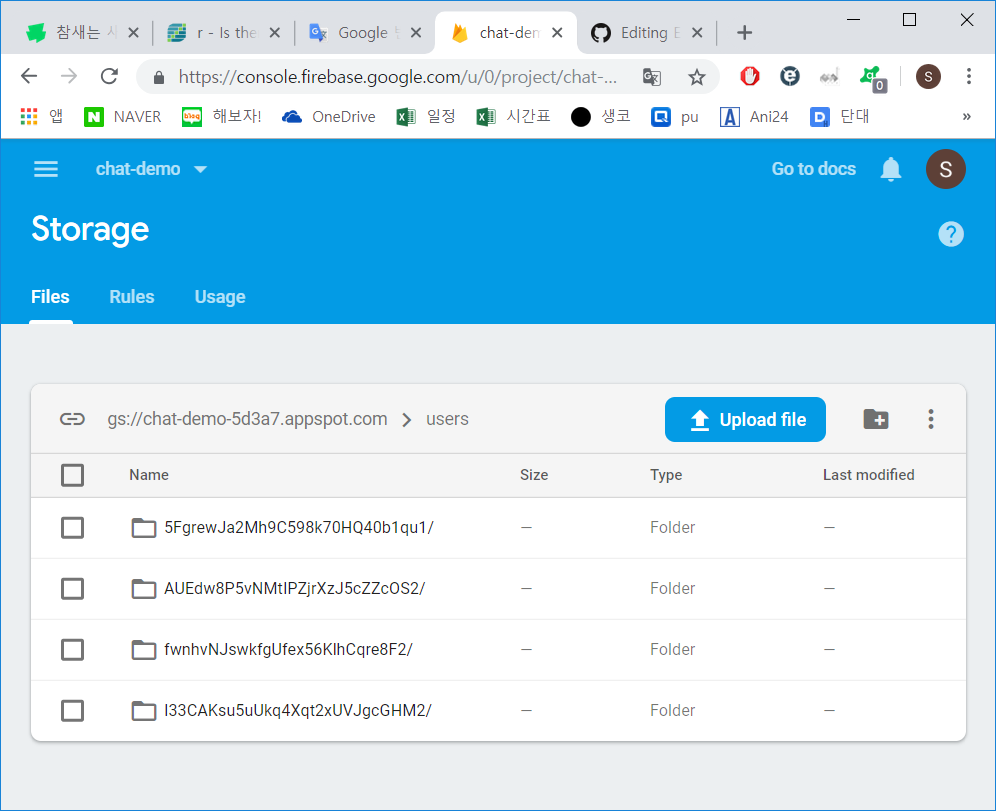 참새는 시
r - Is the
Google 번
chat-dem
Editing E
https://console.firebase.google.com/u/0/project/chat-...
0
S
앱
NAVER
blog
해보자!
OneDrive
일정
시간표
생코
pu
Ani24
단대
»
chat-demo
Go to docs
S
Storage
?
Files
Rules
Usage
gs://chat-demo-5d3a7.appspot.com
users
Upload file
Name
Size
Type
Last modified
5FgrewJa2Mh9C598k70HQ40b1qu1/
—
Folder
—
AUEdw8P5vNMtIPZjrXzJ5cZZcOS2/
—
Folder
—
fwnhvNJswkfgUfex56KlhCqre8F2/
—
Folder
—
I33CAKsu5uUkq4Xqt2xUVJgcGHM2/
—
Folder
—